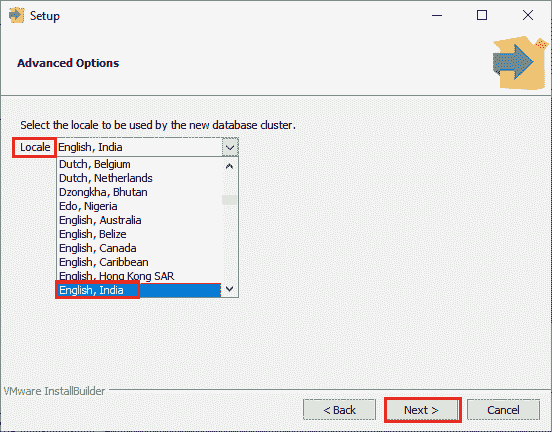 Setup
Advanced Options
Select the locale to be used by the new database cluster.
Locale English, India
Dutch, Belgium
Dutch, Netherlands
Dzongkha, Bhutan
Edo, Nigeria
English, Australia
English, Belize
English, Canada
English, Caribbean
English, Hong Kong SAR
English, India
VMware InstallBuilder
< Back Next > Cancel